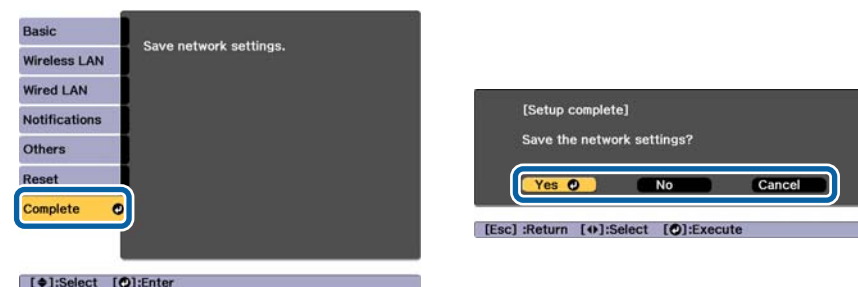 Basic
Wireless LAN
Wired LAN
Notifications
Others
Reset
Complete
Save network settings.
[◆]:Select [↵]:Enter
[Setup complete]
Save the network settings?
Yes No Cancel
[Esc] :Return [◂▸]:Select [↵]:Execute